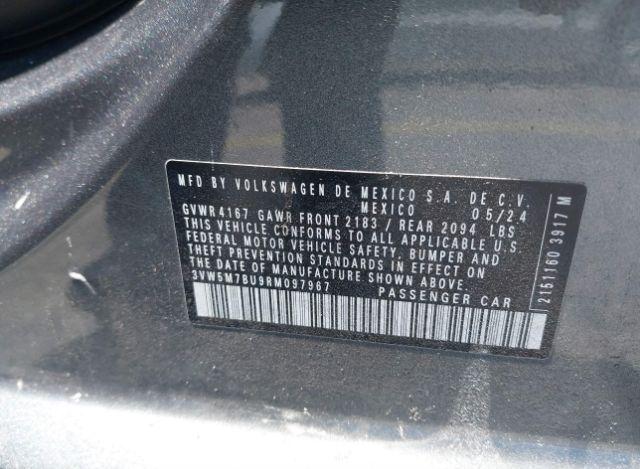 MFD BY VOLKSWAGEN DE MEXICO S.A. DE C.V.
MEXICO 05/24
GVWR 4167 GAWR FRONT 2183 / REAR 2094 LBS
THIS VEHICLE CONFORMS TO ALL APPLICABLE U.S.
FEDERAL MOTOR VEHICLE SAFETY, BUMPER AND
THEFT PREVENTION STANDARDS IN EFFECT ON
THE DATE OF MANUFACTURE SHOWN ABOVE.
3VW5M7BU9RM097967 PASSENGER CAR
2151160 3917 M